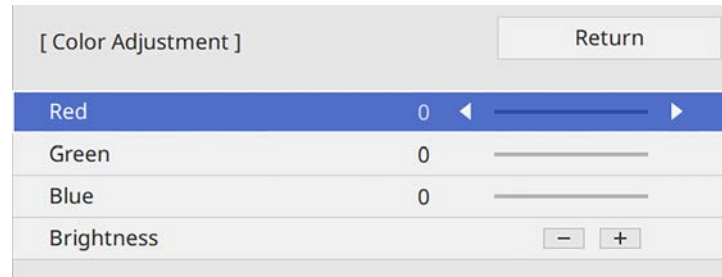 [ Color Adjustment ] Return
Red 0
Green 0
Blue 0
Brightness − +